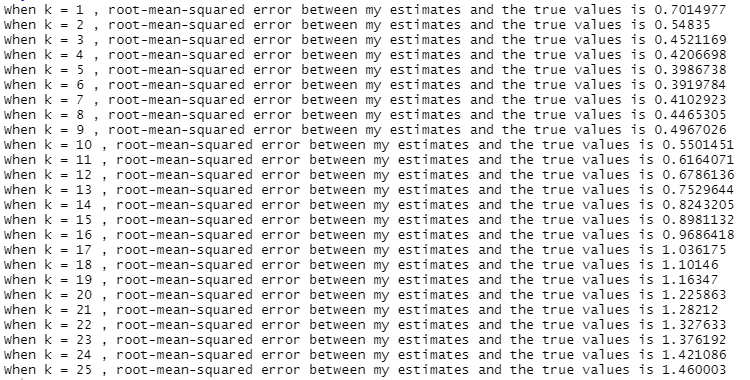 When k = 1 , root-mean-squared error between my estimates and the true values is 0.7014977
When k = 2 , root-mean-squared error between my estimates and the true values is 0.54835
When k = 3 , root-mean-squared error between my estimates and the true values is 0.4521169
When k = 4 , root-mean-squared error between my estimates and the true values is 0.4206698
When k = 5 , root-mean-squared error between my estimates and the true values is 0.3986738
When k = 6 , root-mean-squared error between my estimates and the true values is 0.3919784
When k = 7 , root-mean-squared error between my estimates and the true values is 0.4102923
When k = 8 , root-mean-squared error between my estimates and the true values is 0.4465305
When k = 9 , root-mean-squared error between my estimates and the true values is 0.4967026
When k = 10 , root-mean-squared error between my estimates and the true values is 0.5501451
When k = 11 , root-mean-squared error between my estimates and the true values is 0.6164071
When k = 12 , root-mean-squared error between my estimates and the true values is 0.6786136
When k = 13 , root-mean-squared error between my estimates and the true values is 0.7529644
When k = 14 , root-mean-squared error between my estimates and the true values is 0.8243205
When k = 15 , root-mean-squared error between my estimates and the true values is 0.8981132
When k = 16 , root-mean-squared error between my estimates and the true values is 0.9686418
When k = 17 , root-mean-squared error between my estimates and the true values is 1.036175
When k = 18 , root-mean-squared error between my estimates and the true values is 1.10146
When k = 19 , root-mean-squared error between my estimates and the true values is 1.16347
When k = 20 , root-mean-squared error between my estimates and the true values is 1.225863
When k = 21 , root-mean-squared error between my estimates and the true values is 1.28212
When k = 22 , root-mean-squared error between my estimates and the true values is 1.327633
When k = 23 , root-mean-squared error between my estimates and the true values is 1.376192
When k = 24 , root-mean-squared error between my estimates and the true values is 1.421086
When k = 25 , root-mean-squared error between my estimates and the true values is 1.460003